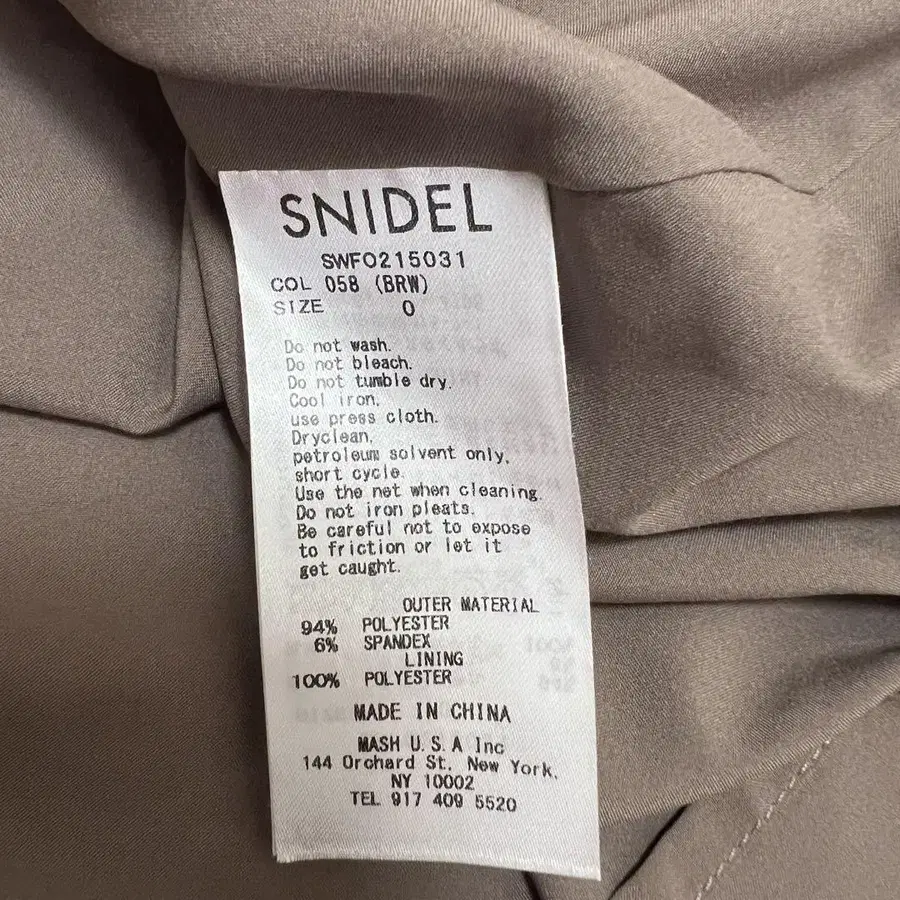 SNIDEL
SWFO215031
COL 058 (BRW)
SIZE 0
Do not wash.
Do not bleach.
Do not tumble dry.
Cool iron.
use press cloth.
Dryclean.
petroleum solvent only,
short cycle.
Use the net when cleaning.
Do not iron pleats.
Be careful not to expose
to friction or let it
get caught.
OUTER MATERIAL
94% POLYESTER
6% SPANDEX
LINING
100% POLYESTER
MADE IN CHINA
MASH U.S.A Inc
144 Orchard St. New York,
NY 10002
TEL 917 409 5520